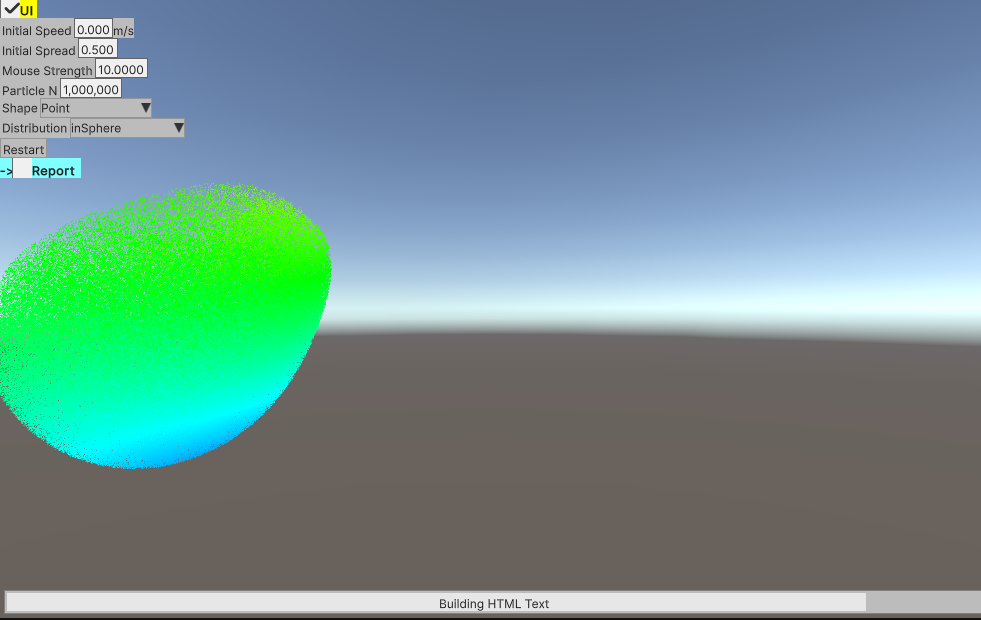 UI
Initial Speed 0.000 m/s
Initial Spread 0.500
Mouse Strength 10.0000
Particle N 1,000,000
Shape Point
Distribution inSphere
Restart
-> Report
Building HTML Text